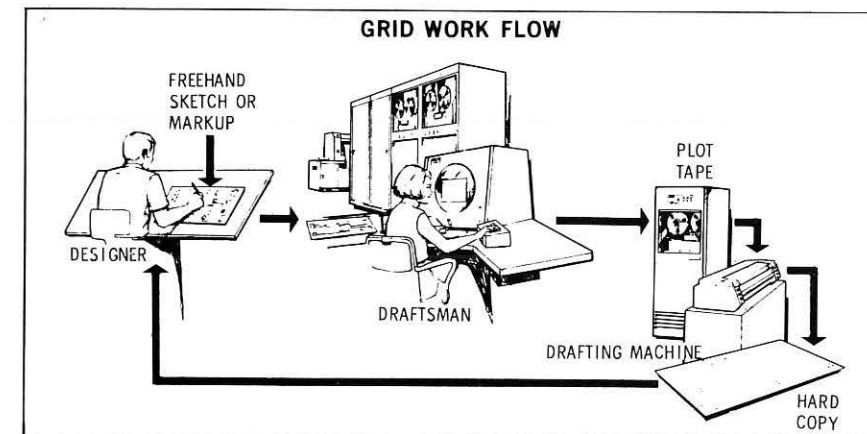 GRID WORK FLOW
FREEHAND
SKETCH OR
MARKUP
DESIGNER
DRAFTSMAN
PLOT
TAPE
DRAFTING MACHINE
HARD
COPY